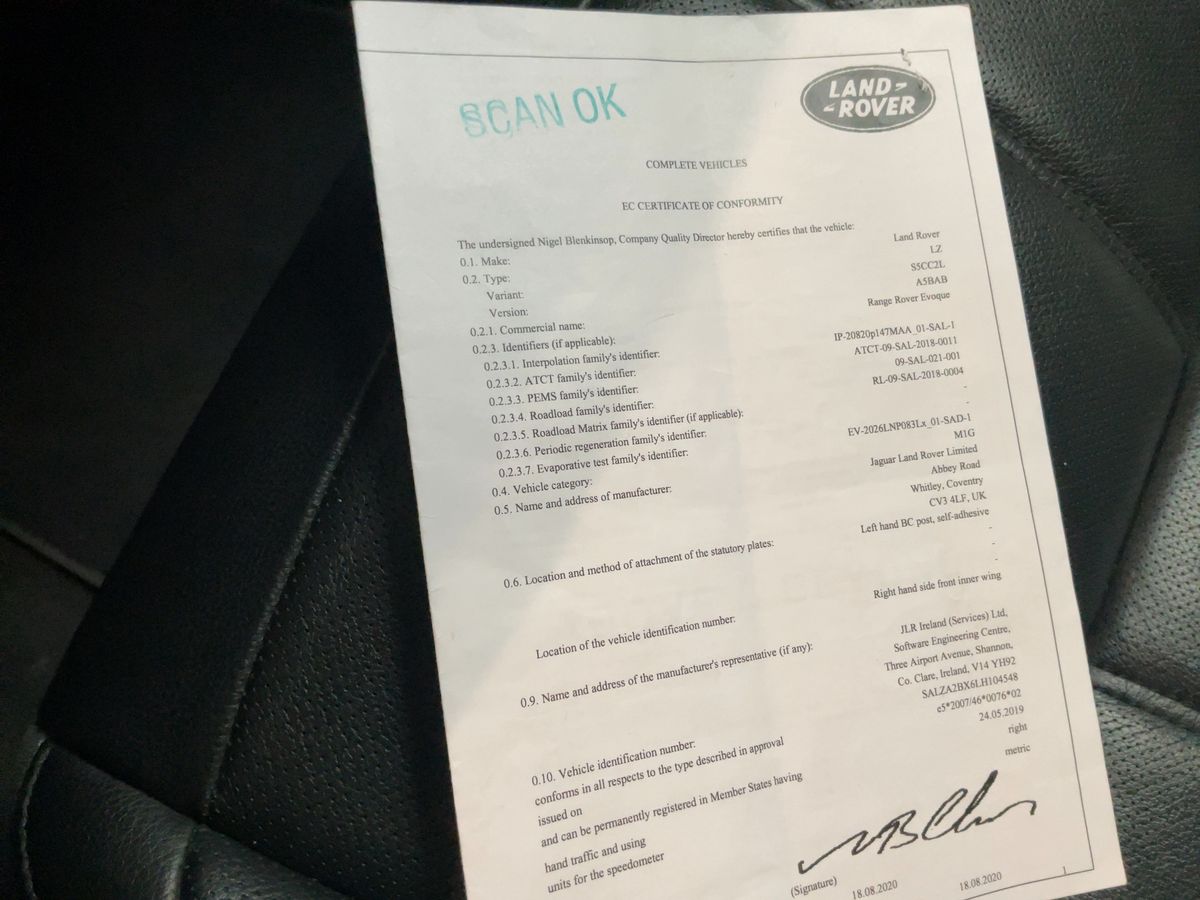 SCAN OK
LAND
ROVER
COMPLETE VEHICLES
EC CERTIFICATE OF CONFORMITY
The undersigned Nigel Blenkinsop, Company Quality Director hereby certifies that the vehicle:
0.1. Make: Land Rover
0.2. Type: LZ
Variant: S5CC2L
Version: A5BAB
0.2.1. Commercial name: Range Rover Evoque
0.2.3. Identifiers (if applicable):
0.2.3.1. Interpolation family's identifier: IP-20820p147MAA_01-SAL-1
0.2.3.2. ATCT family's identifier: ATCT-09-SAL-2018-0011
0.2.3.3. PEMS family's identifier: 09-SAL-021-001
0.2.3.4. Roadload family's identifier: RL-09-SAL-2018-0004
0.2.3.5. Roadload Matrix family's identifier (if applicable): -
0.2.3.6. Periodic regeneration family's identifier: -
0.2.3.7. Evaporative test family's identifier: EV-2026LNP083Lx_01-SAD-1
0.4. Vehicle category: M1G
0.5. Name and address of manufacturer: Jaguar Land Rover Limited
Abbey Road
Whitley, Coventry
CV3 4LF, UK
0.6. Location and method of attachment of the statutory plates: Left hand BC post, self-adhesive
-
-
Location of the vehicle identification number: Right hand side front inner wing
0.9. Name and address of the manufacturer's representative (if any): JLR Ireland (Services) Ltd,
Software Engineering Centre,
Three Airport Avenue, Shannon,
Co. Clare, Ireland, V14 YH92
0.10. Vehicle identification number: SALZA2BX6LH104548
conforms in all respects to the type described in approval e5*2007/46*0076*02
issued on 24.05.2019
and can be permanently registered in Member States having right
hand traffic and using metric
units for the speedometer
(Signature) 18.08.2020 18.08.2020
1